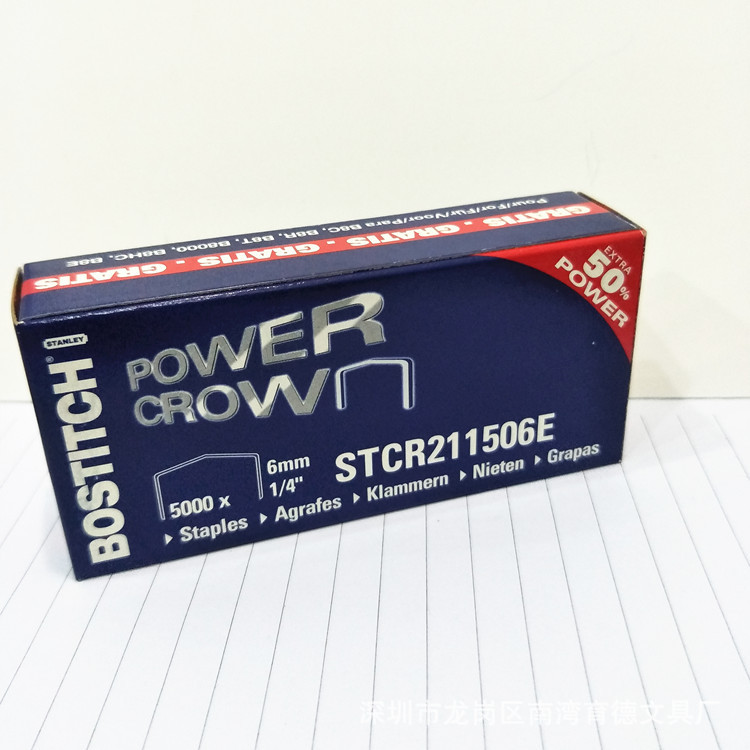 Pour/For/Für/Voor/Para B8C, B8R, B8T, B8000, B8HC, B8E
GRATIS - GRATIS - GRATIS - GRATIS
EXTRA
50%
POWER
STANLEY
BOSTITCH®
POWER
CROWN
5000 x
6mm
1/4"
STCR211506E
Staples Agrafes Klammern Nieten Grapas
深圳市龙岗区南湾育德文具厂